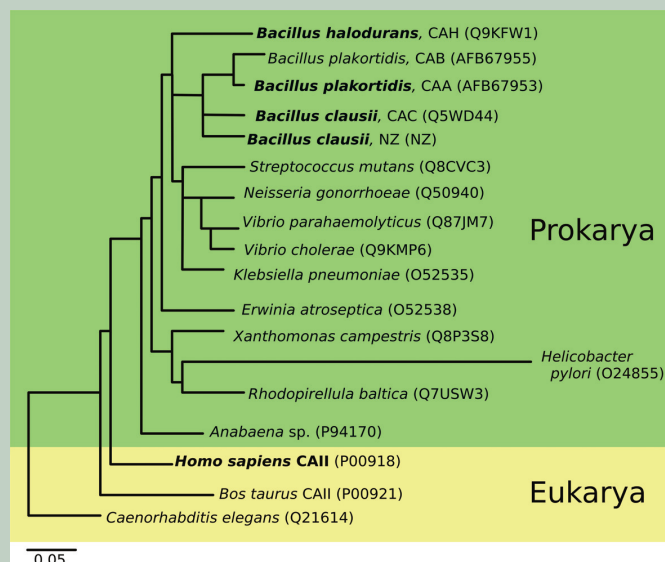 Bacillus halodurans, CAH (Q9KFW1)
Bacillus plakortidis, CAB (AFB67955)
Bacillus plakortidis, CAA (AFB67953)
Bacillus clausii, CAC (Q5WD44)
Bacillus clausii, NZ (NZ)
Streptococcus mutans (Q8CVC3)
Neisseria gonorrhoeae (Q50940)
Vibrio parahaemolyticus (Q87JM7)
Prokarya
Vibrio cholerae (Q9KMP6)
Klebsiella pneumoniae (O52535)
Erwinia atroseptica (O52538)
Xanthomonas campestris (Q8P3S8)
Helicobacter
pylori (O24855)
Rhodopirellula baltica (Q7USW3)
Anabaena sp. (P94170)
Homo sapiens CAII (P00918)
Bos taurus CAII (P00921)
Eukarya
Caenorhabditis elegans (Q21614)
0.05